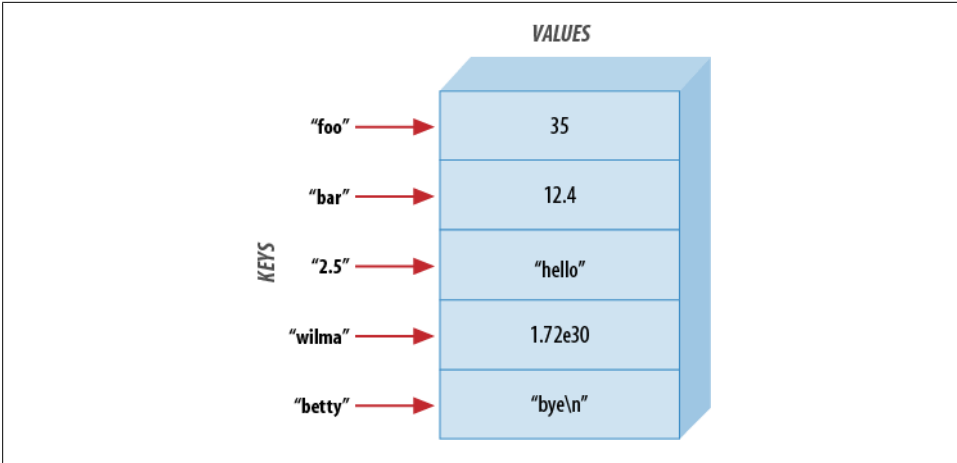 VALUES
“foo” 35
“bar” 12.4
KEYS
“2.5” “hello”
“wilma” 1.72e30
“betty” “bye\n”